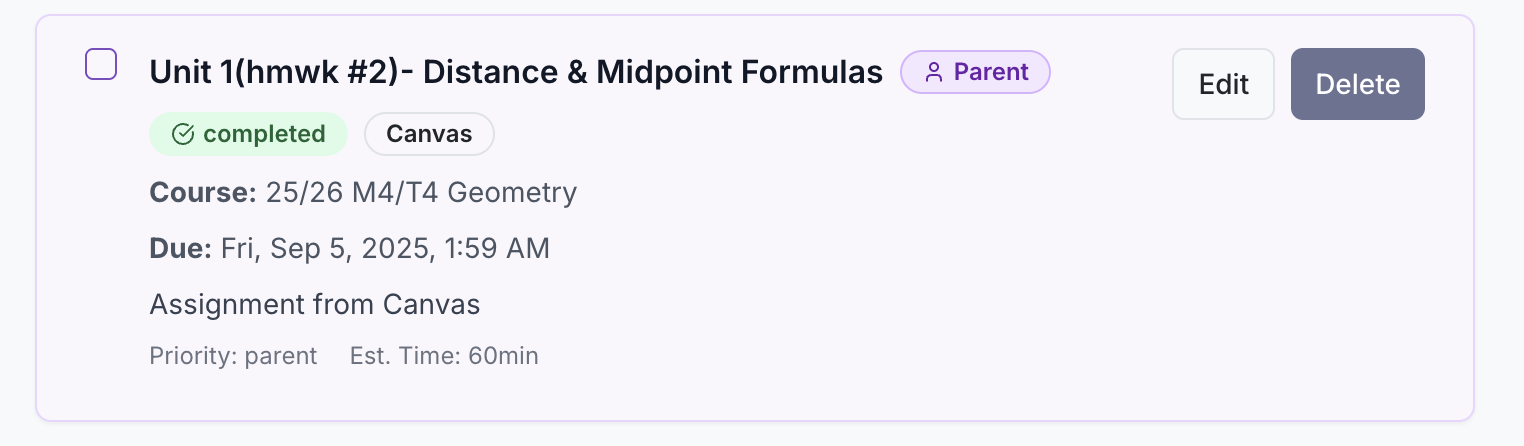 Unit 1(hmwk #2)- Distance & Midpoint Formulas Parent Edit Delete
completed Canvas
Course: 25/26 M4/T4 Geometry
Due: Fri, Sep 5, 2025, 1:59 AM
Assignment from Canvas
Priority: parent Est. Time: 60min